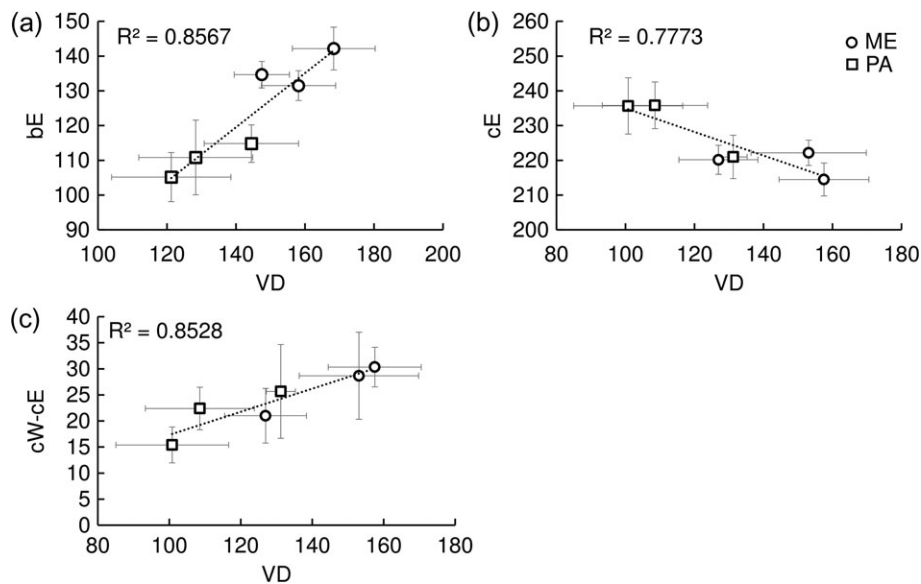 (a)
R² = 0.8567
150
140
130
120
110
100
90
bE
100 120 140 160 180 200
VD
(b)
R² = 0.7773
ME
PA
260
250
240
230
220
210
200
cE
80 100 120 140 160 180
VD
(c)
R² = 0.8528
40
35
30
25
20
15
10
5
0
cW-cE
80 100 120 140 160 180
VD